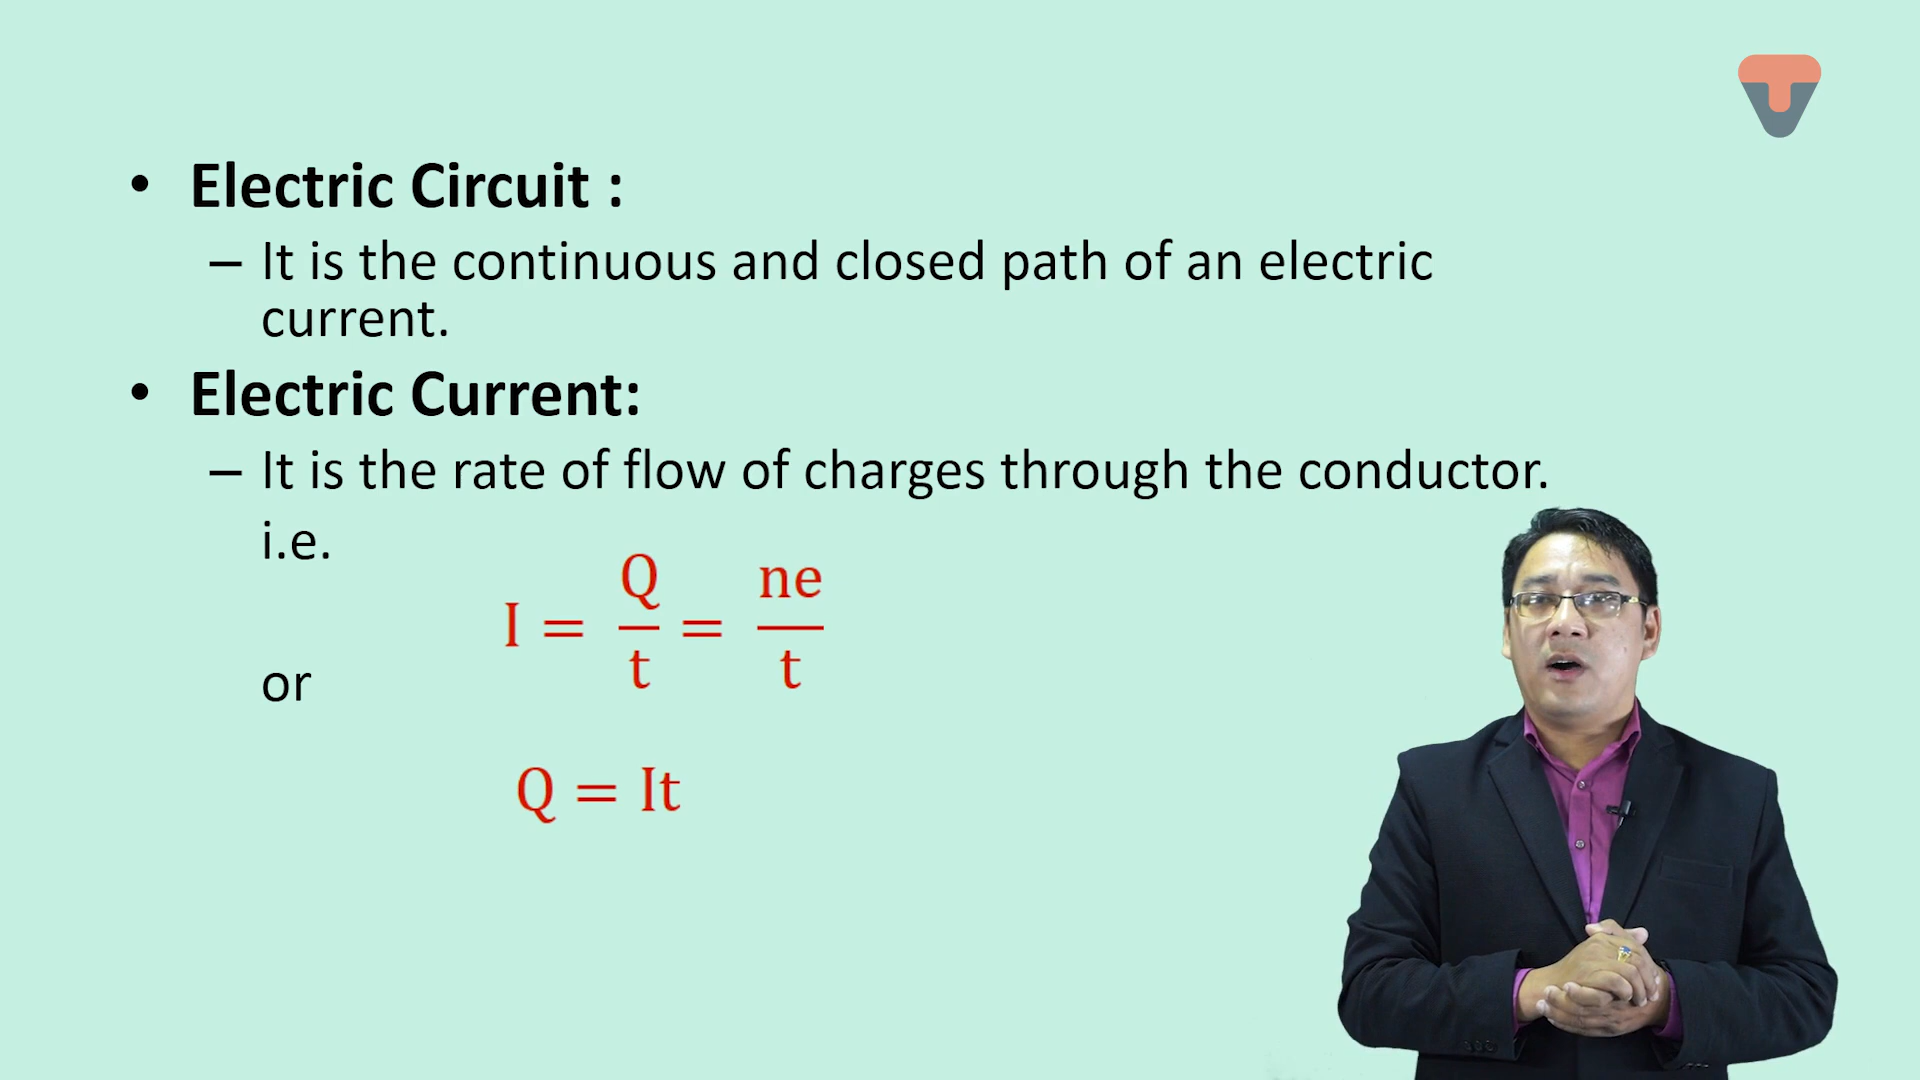 • Electric Circuit :
– It is the continuous and closed path of an electric
current.
• Electric Current:
– It is the rate of flow of charges through the conductor.
i.e.
I = Q/t = ne/t
or
Q = It